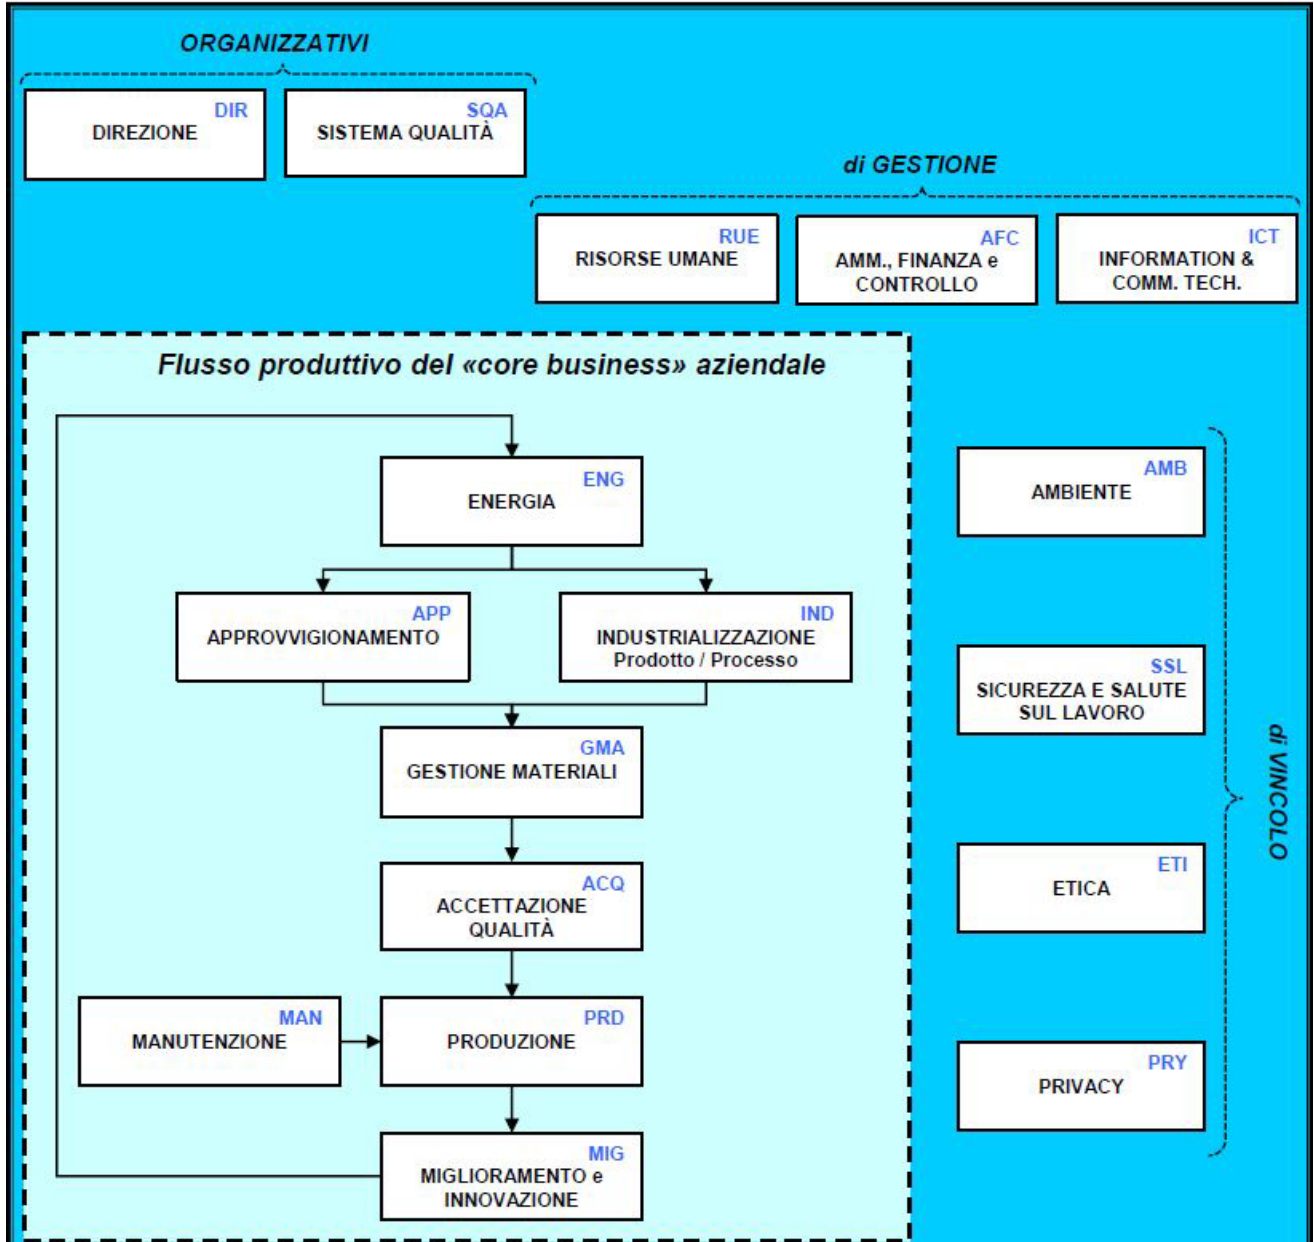 ORGANIZZATIVI
DIR
DIREZIONE
SQA
SISTEMA QUALITÀ
di GESTIONE
RUE
RISORSE UMANE
AFC
AMM., FINANZA e
CONTROLLO
ICT
INFORMATION &
COMM. TECH.
Flusso produttivo del «core business» aziendale
ENG
ENERGIA
APP
APPROVVIGIONAMENTO
IND
INDUSTRIALIZZAZIONE
Prodotto / Processo
GMA
GESTIONE MATERIALI
ACQ
ACCETTAZIONE
QUALITÀ
MAN
MANUTENZIONE
PRD
PRODUZIONE
MIG
MIGLIORAMENTO e
INNOVAZIONE
AMB
AMBIENTE
SSL
SICUREZZA E SALUTE
SUL LAVORO
ETI
ETICA
PRY
PRIVACY
di VINCOLO